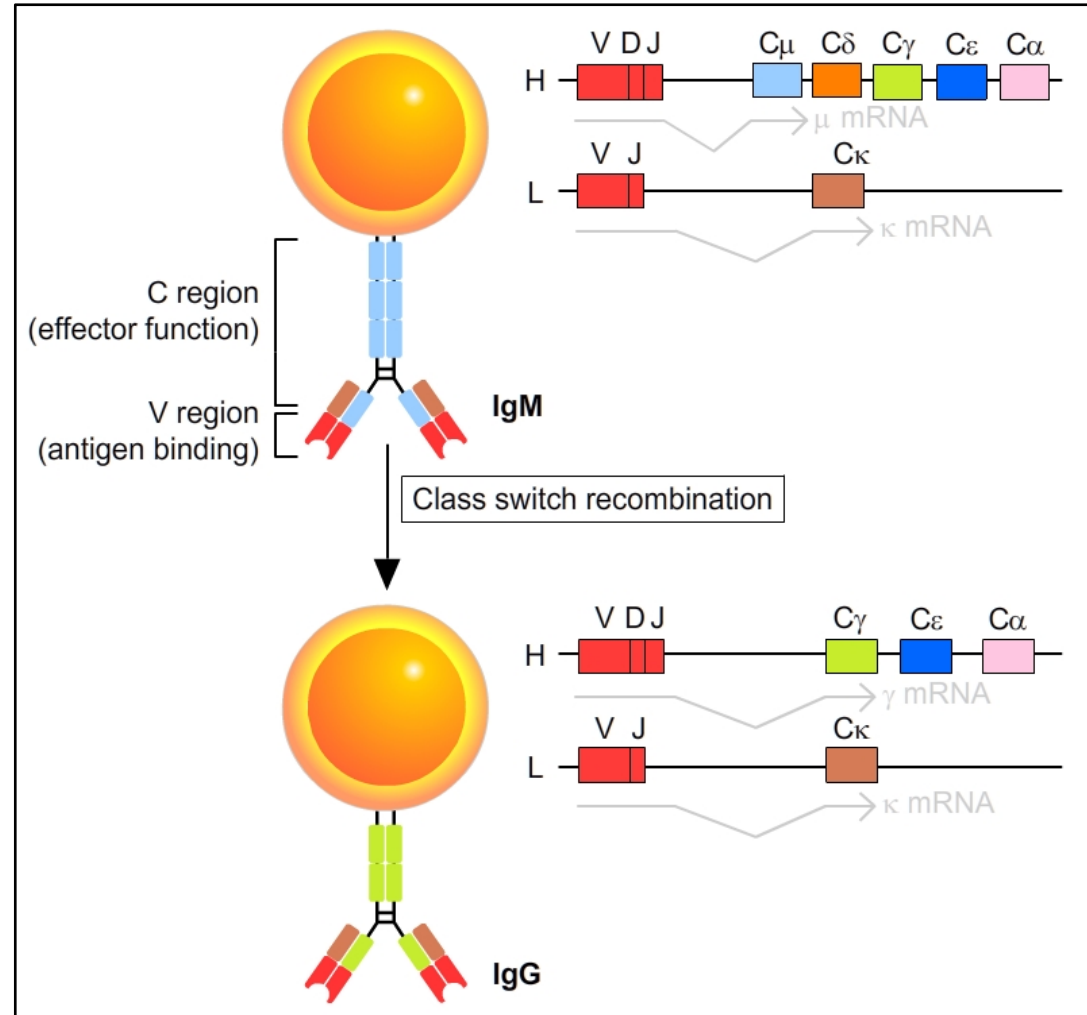 V D J Cμ Cδ Cγ Cε Cα
H
μ mRNA
V J Cκ
L
κ mRNA
C region
(effector function)
V region
(antigen binding)
IgM
Class switch recombination
V D J Cγ Cε Cα
H
γ mRNA
V J Cκ
L
κ mRNA
IgG